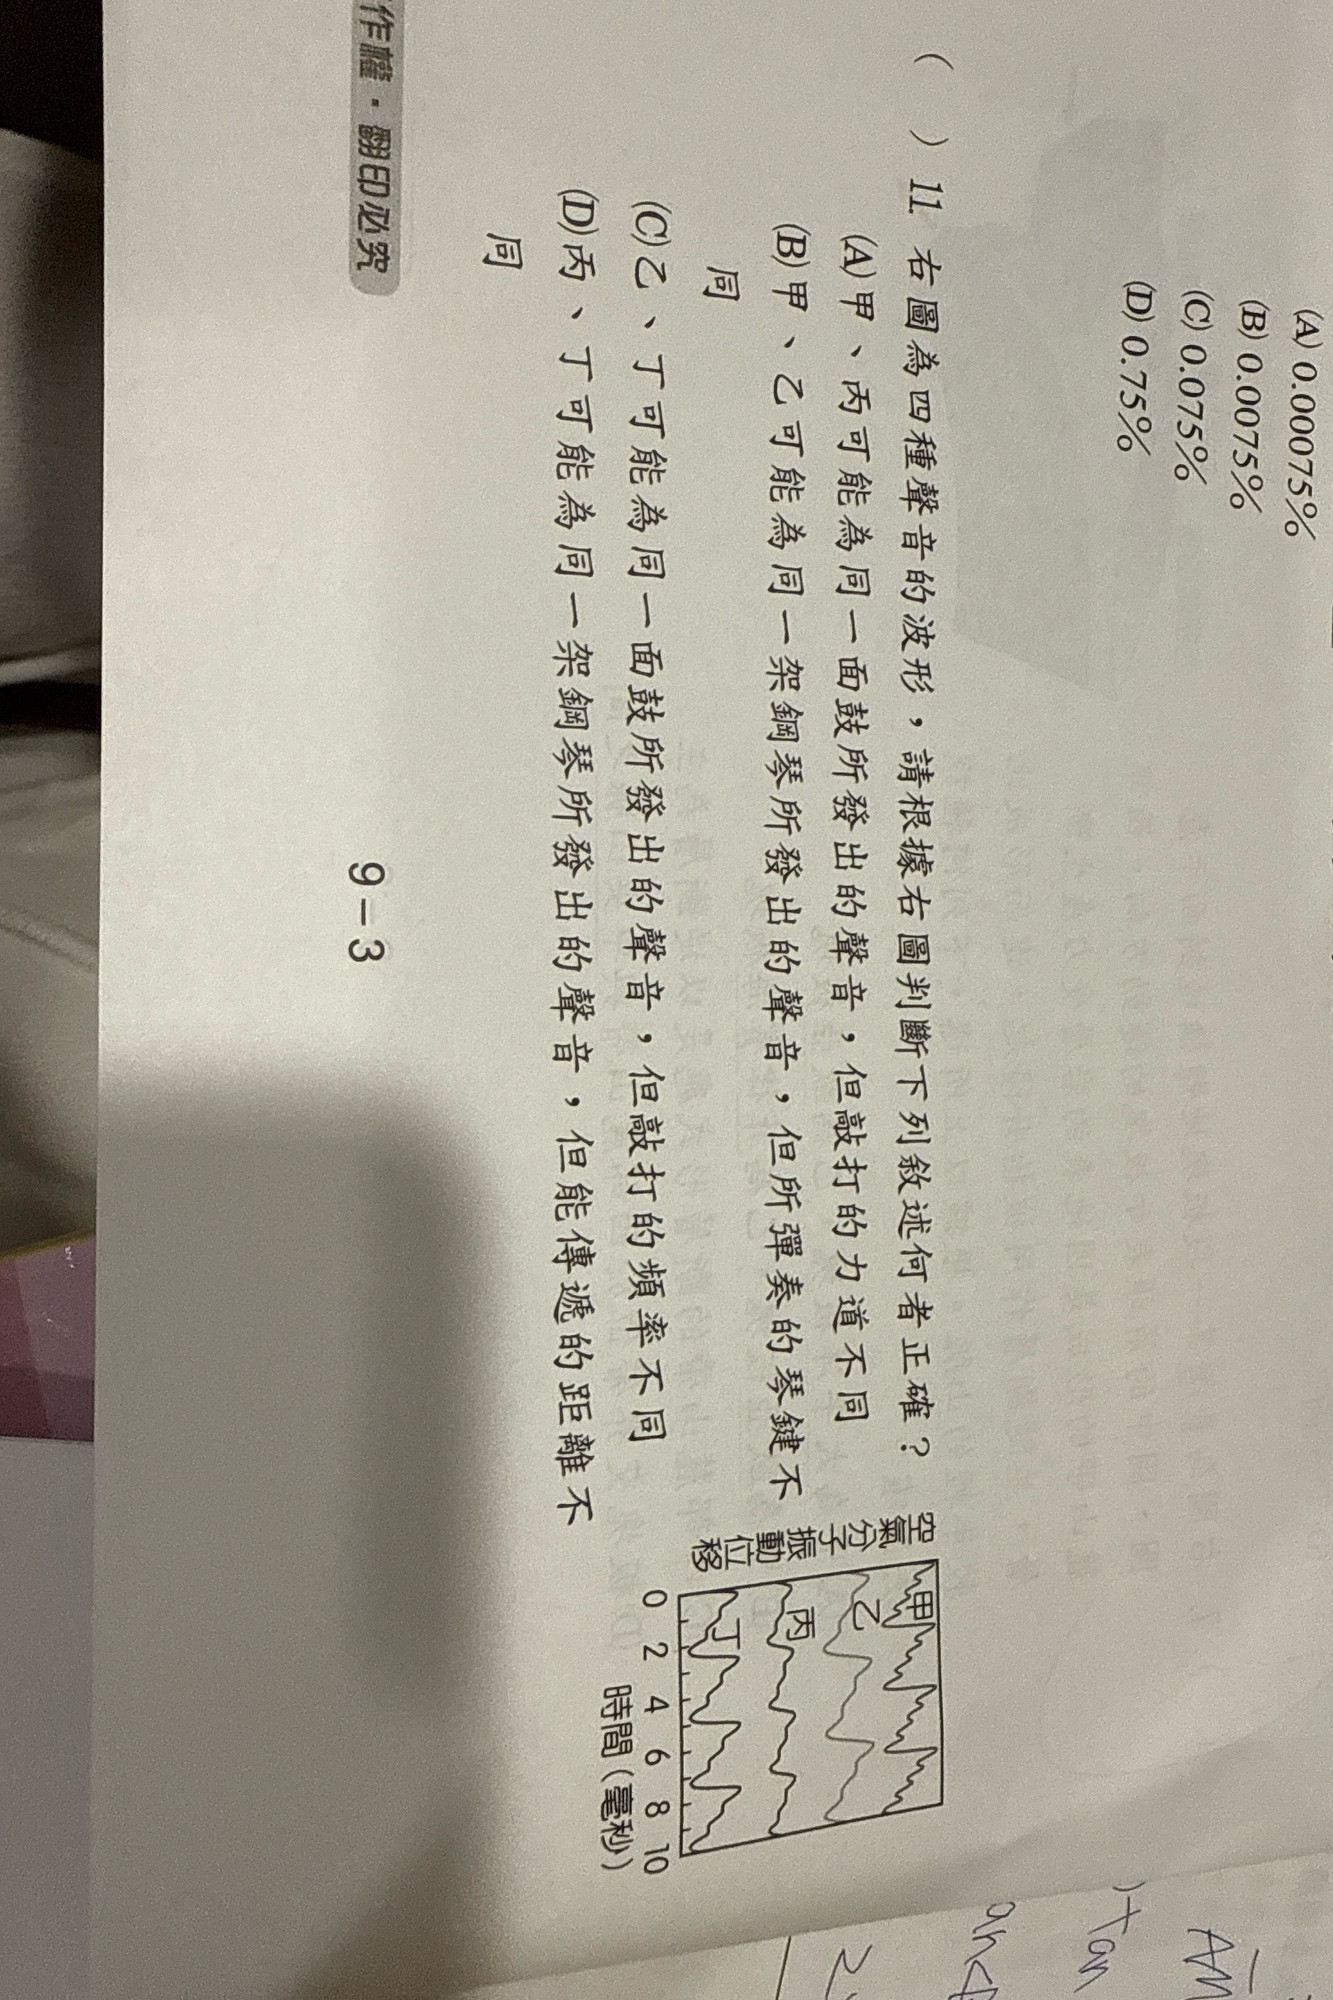 (A) 0.00075%
(B) 0.0075%
(C) 0.075%
(D) 0.75%
(　) 11. 右圖為四種聲音的波形，請根據右圖判斷下列敘述何者正確？
(A)甲、丙可能為同一面鼓所發出的聲音，但敲打的力道不同
(B)甲、乙可能為同一架鋼琴所發出的聲音，但所彈奏的琴鍵不
同
(C)乙、丁可能為同一面鼓所發出的聲音，但敲打的頻率不同
(D)丙、丁可能為同一架鋼琴所發出的聲音，但能傳遞的距離不
同
空氣分子振動位移
甲
乙
丙
丁
0 2 4 6 8 10
時間(毫秒)
作權・翻印必究
9－3